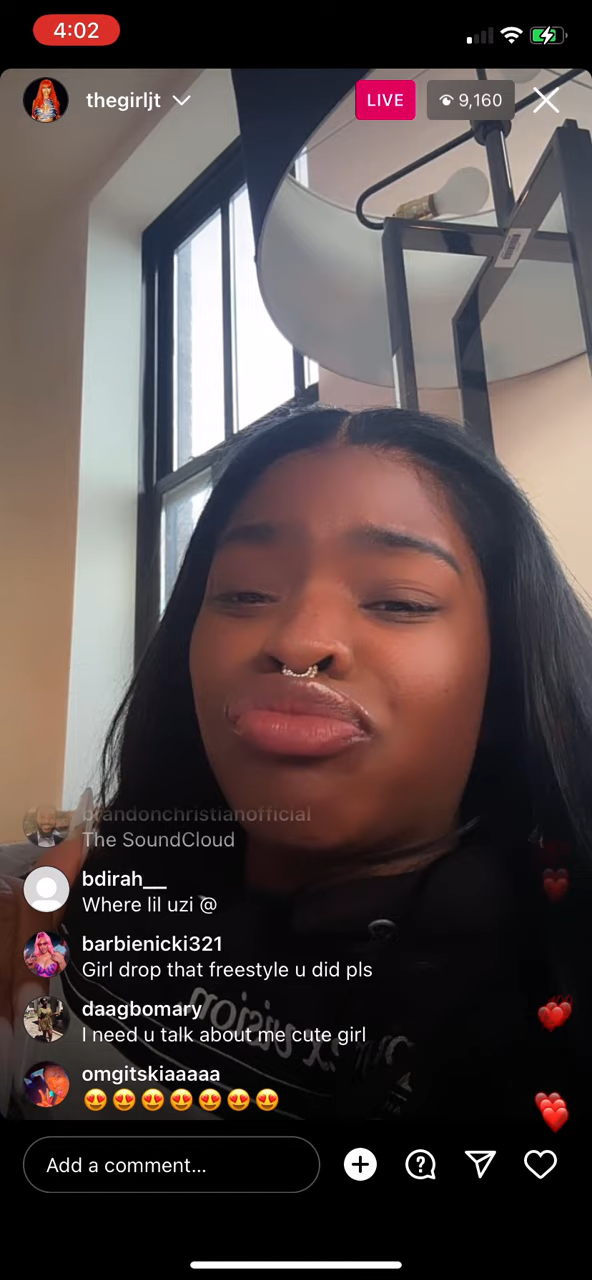 4:02
thegirljt
LIVE
9,160
brandonchristianofficial
The SoundCloud
bdirah__
Where lil uzi @
barbienicki321
Girl drop that freestyle u did pls
daagbomary
I need u talk about me cute girl
omgitskiaaaaa
😍😍😍😍😍😍😍
Add a comment...